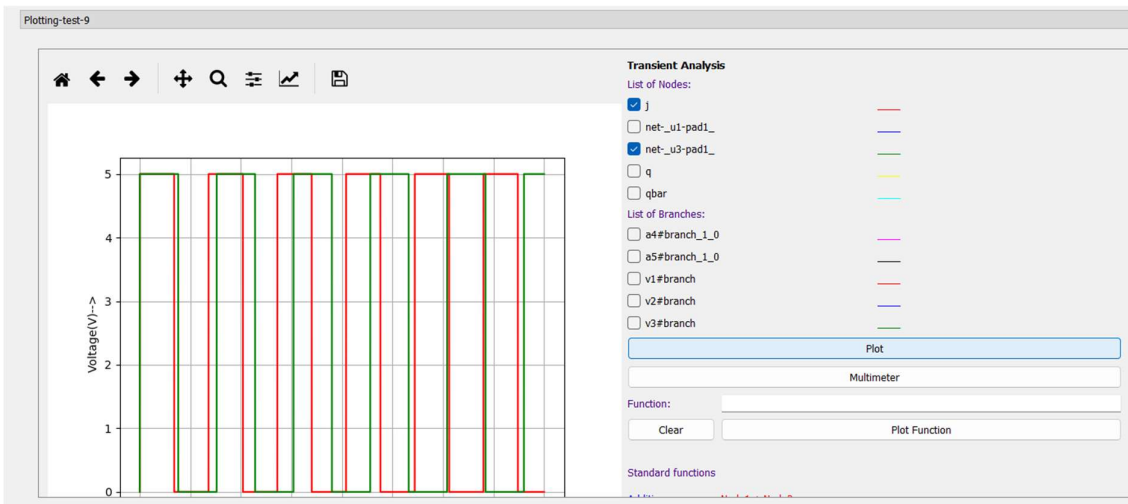 Plotting-test-9
Transient Analysis
List of Nodes:
j
net-_u1-pad1_
net-_u3-pad1_
q
qbar
List of Branches:
a4#branch_1_0
a5#branch_1_0
v1#branch
v2#branch
v3#branch
Plot
Multimeter
Function:
Clear
Plot Function
Standard functions
5
4
3
2
1
0
Voltage(V)-->